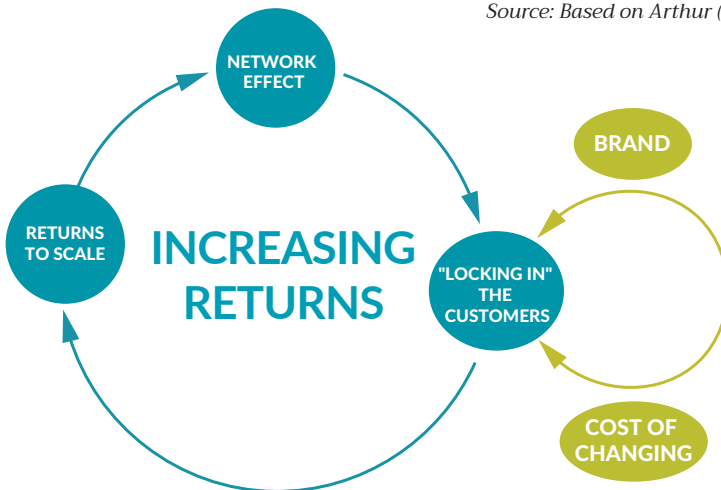 Source: Based on Arthur (
NETWORK
EFFECT
BRAND
RETURNS
TO SCALE
INCREASING
RETURNS
"LOCKING IN"
THE
CUSTOMERS
COST OF
CHANGING